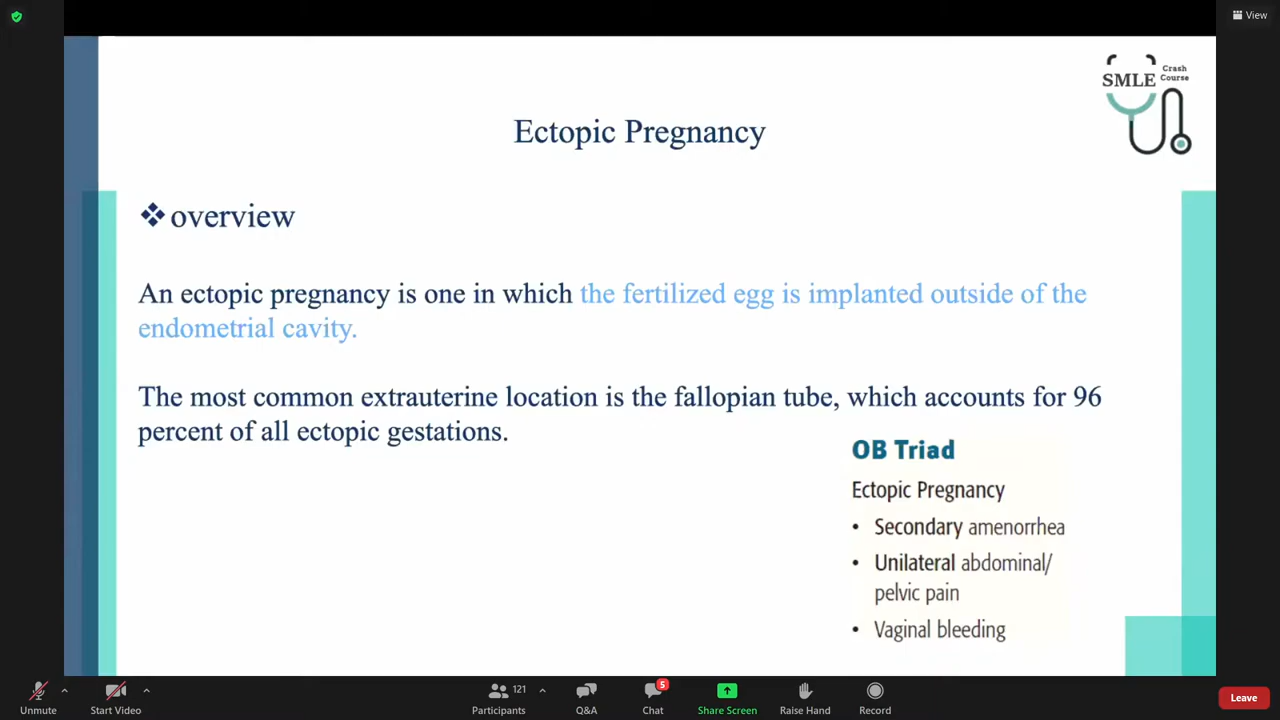 View
SMLE Crash Course
Ectopic Pregnancy
❖ overview
An ectopic pregnancy is one in which the fertilized egg is implanted outside of the
endometrial cavity.
The most common extrauterine location is the fallopian tube, which accounts for 96
percent of all ectopic gestations.
OB Triad
Ectopic Pregnancy
• Secondary amenorrhea
• Unilateral abdominal/
pelvic pain
• Vaginal bleeding
Unmute
Start Video
121
Participants
Q&A
5
Chat
Share Screen
Raise Hand
Record
Leave